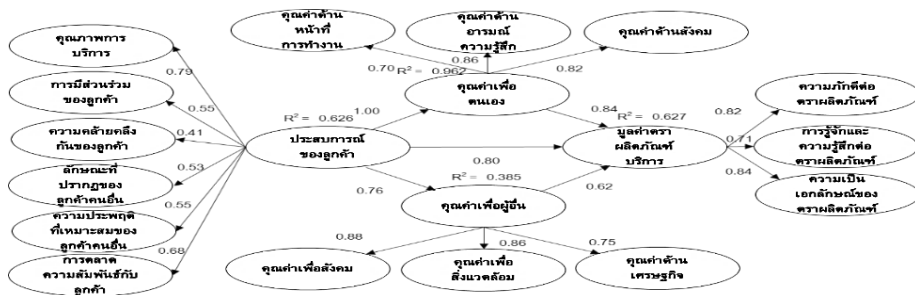 คุณภาพการ
บริการ
การมีส่วนร่วม
ของลูกค้า
ความคล้ายคลึง
กันของลูกค้า
ลักษณะที่
ปรากฏของ
ลูกค้าคนอื่น
ความประพฤติ
ที่เหมาะสมของ
ลูกค้าคนอื่น
การตลาด
ความสัมพันธ์กับ
ลูกค้า
0.79
0.55
0.41
0.53
0.55
0.68
R² = 0.626
ประสบการณ์
ของลูกค้า
1.00
0.80
0.76
คุณค่าด้าน
หน้าที่
การทำงาน
คุณค่าด้าน
อารมณ์
ความรู้สึก
คุณค่าด้านสังคม
0.70
0.86
0.82
R² = 0.962
คุณค่าเพื่อ
ตนเอง
0.84
R² = 0.627
มูลค่าตรา
ผลิตภัณฑ์
บริการ
R² = 0.385
คุณค่าเพื่อผู้อื่น
0.62
0.88
0.86
0.75
คุณค่าเพื่อสังคม
คุณค่าเพื่อ
สิ่งแวดล้อม
คุณค่าด้าน
เศรษฐกิจ
0.82
0.71
0.84
ความภักดีต่อ
ตราผลิตภัณฑ์
การรู้จักและ
ความรู้สึกต่อ
ตราผลิตภัณฑ์
ความเป็น
เอกลักษณ์ของ
ตราผลิตภัณฑ์